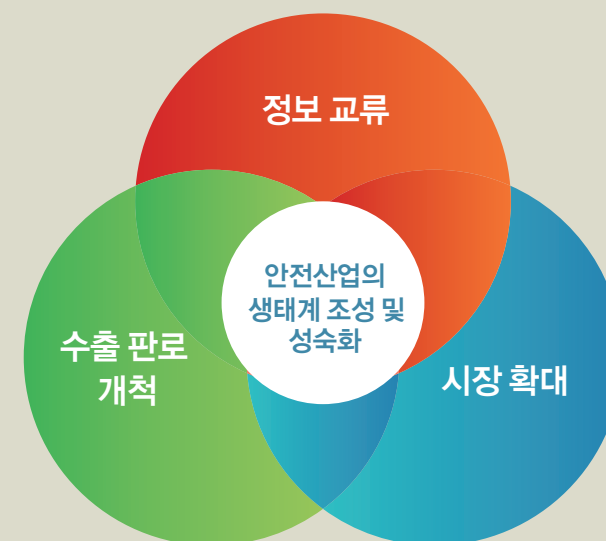 정보 교류
안전산업의
생태계 조성 및
성숙화
수출 판로
개척
시장 확대